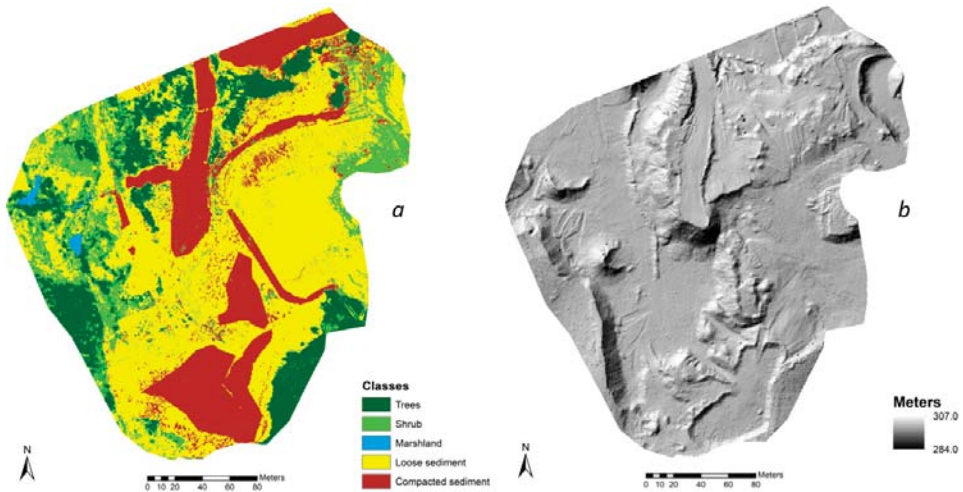 a
b
Classes
Trees
Shrub
Marshland
Loose sediment
Compacted sediment
N
Meters
0 10 20 40 60 80
Meters
307.0
284.0
N
Meters
0 10 20 40 60 80